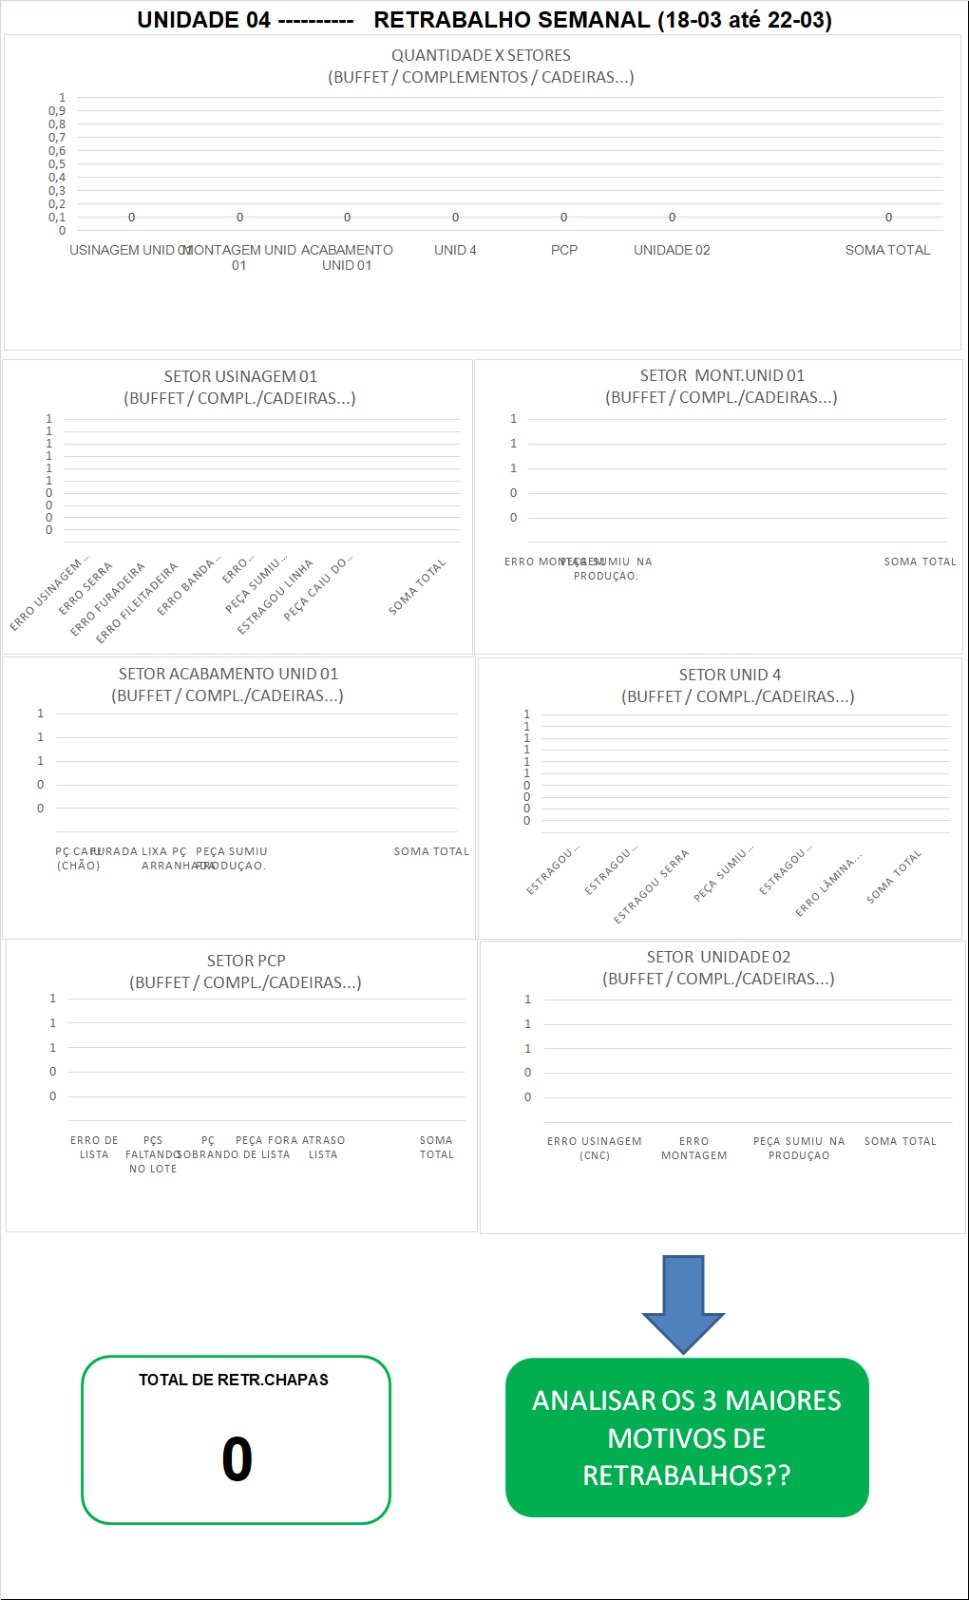 UNIDADE 04 ---------- RETRABALHO SEMANAL (18-03 até 22-03)
QUANTIDADE X SETORES
(BUFFET / COMPLEMENTOS / CADEIRAS...)
1
0,9
0,8
0,7
0,6
0,5
0,4
0,3
0,2
0,1
0
0 0 0 0 0 0 0
USINAGEM UNID 01 MONTAGEM UNID ACABAMENTO UNID 4 PCP UNIDADE 02 SOMA TOTAL
01 UNID 01
SETOR USINAGEM 01
(BUFFET / COMPL./CADEIRAS...)
1
1
1
1
1
1
0
0
0
0
ERRO USINAGEM...
ERRO SERRA
ERRO FURADEIRA
ERRO FILEITADEIRA
ERRO BANDA...
ERRO...
PEÇA SUMIU...
ESTRAGOU LINHA
PEÇA CAIU DO...
SOMA TOTAL
SETOR MONT.UNID 01
(BUFFET / COMPL./CADEIRAS...)
1
1
1
0
0
ERRO MONTAGEM PEÇA SUMIU NA SOMA TOTAL
PRODUÇAO.
SETOR ACABAMENTO UNID 01
(BUFFET / COMPL./CADEIRAS...)
1
1
1
0
0
PÇ CAIU FURADA LIXA PÇ PEÇA SUMIU SOMA TOTAL
(CHÃO) ARRANHADA PRODUÇAO.
SETOR UNID 4
(BUFFET / COMPL./CADEIRAS...)
1
1
1
1
1
1
0
0
0
0
ESTRAGOU...
ESTRAGOU...
ESTRAGOU SERRA
PEÇA SUMIU...
ESTRAGOU...
ERRO LÂMINA...
SOMA TOTAL
SETOR PCP
(BUFFET / COMPL./CADEIRAS...)
1
1
1
0
0
ERRO DE PÇS PÇ PEÇA FORA ATRASO SOMA
LISTA FALTANDO SOBRANDO DE LISTA LISTA TOTAL
NO LOTE
SETOR UNIDADE 02
(BUFFET / COMPL./CADEIRAS...)
1
1
1
0
0
ERRO USINAGEM ERRO PEÇA SUMIU NA SOMA TOTAL
(CNC) MONTAGEM PRODUÇAO
TOTAL DE RETR.CHAPAS
0
ANALISAR OS 3 MAIORES
MOTIVOS DE
RETRABALHOS??